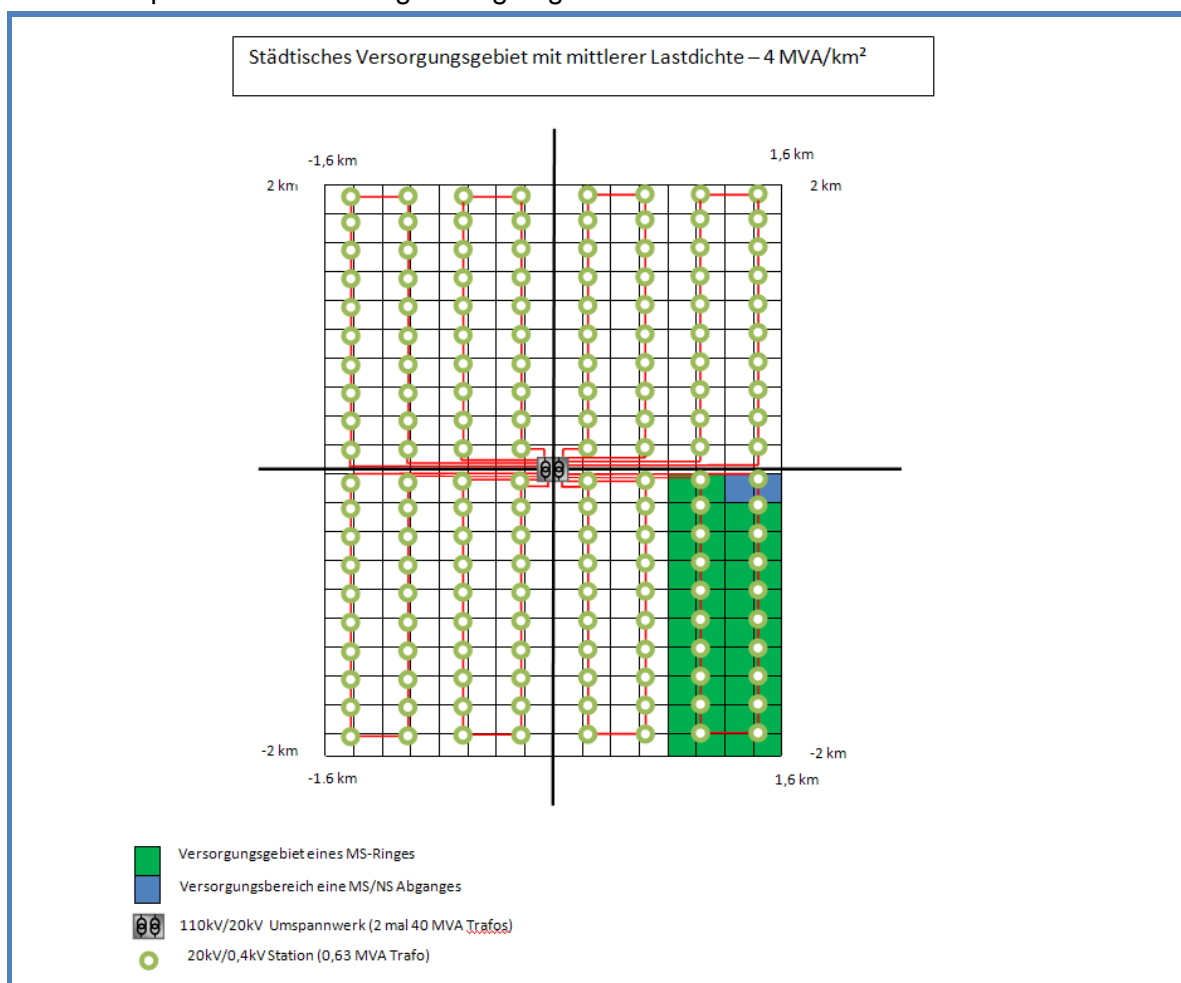 Städtisches Versorgungsgebiet mit mittlerer Lastdichte – 4 MVA/km²
-1,6 km
1,6 km
2 km
2 km
-2 km
-2 km
-1.6 km
1,6 km
Versorgungsgebiet eines MS-Ringes
Versorgungsbereich eine MS/NS Abganges
110kV/20kV Umspannwerk (2 mal 40 MVA Trafos)
20kV/0,4kV Station (0,63 MVA Trafo)